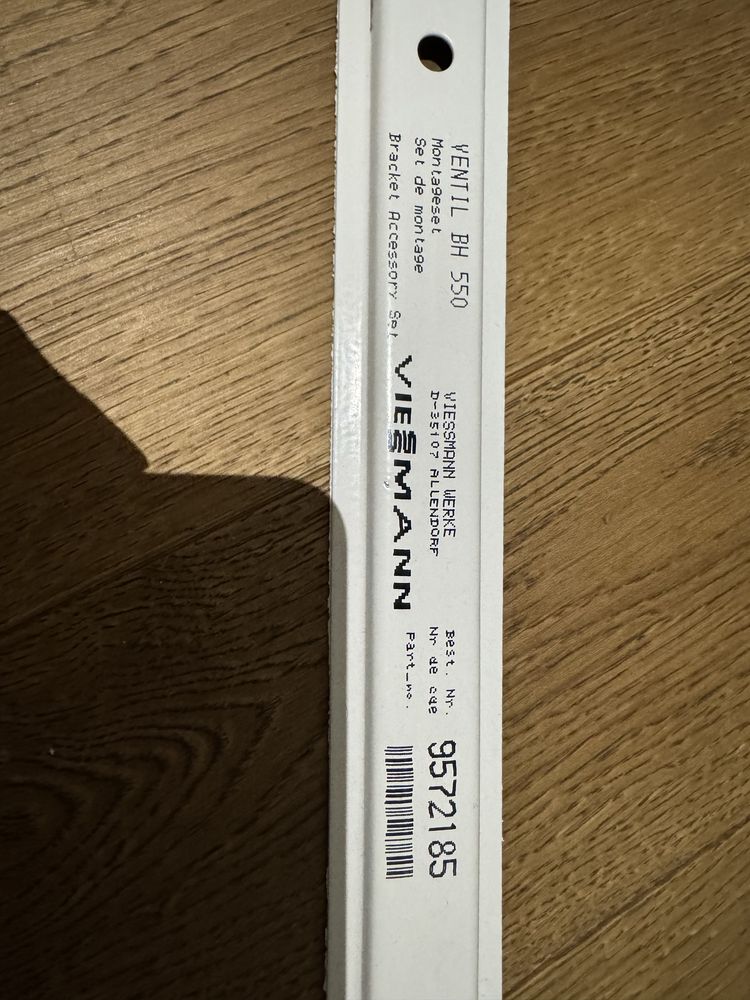 VENTIL BH 550
Montageset
Set de montage
Bracket Accessory Set
VIESSMANN WERKE
D-35107 ALLENDORF
VIESSMANN
Best. Nr.
Nr de cde
Part_no.
9572185